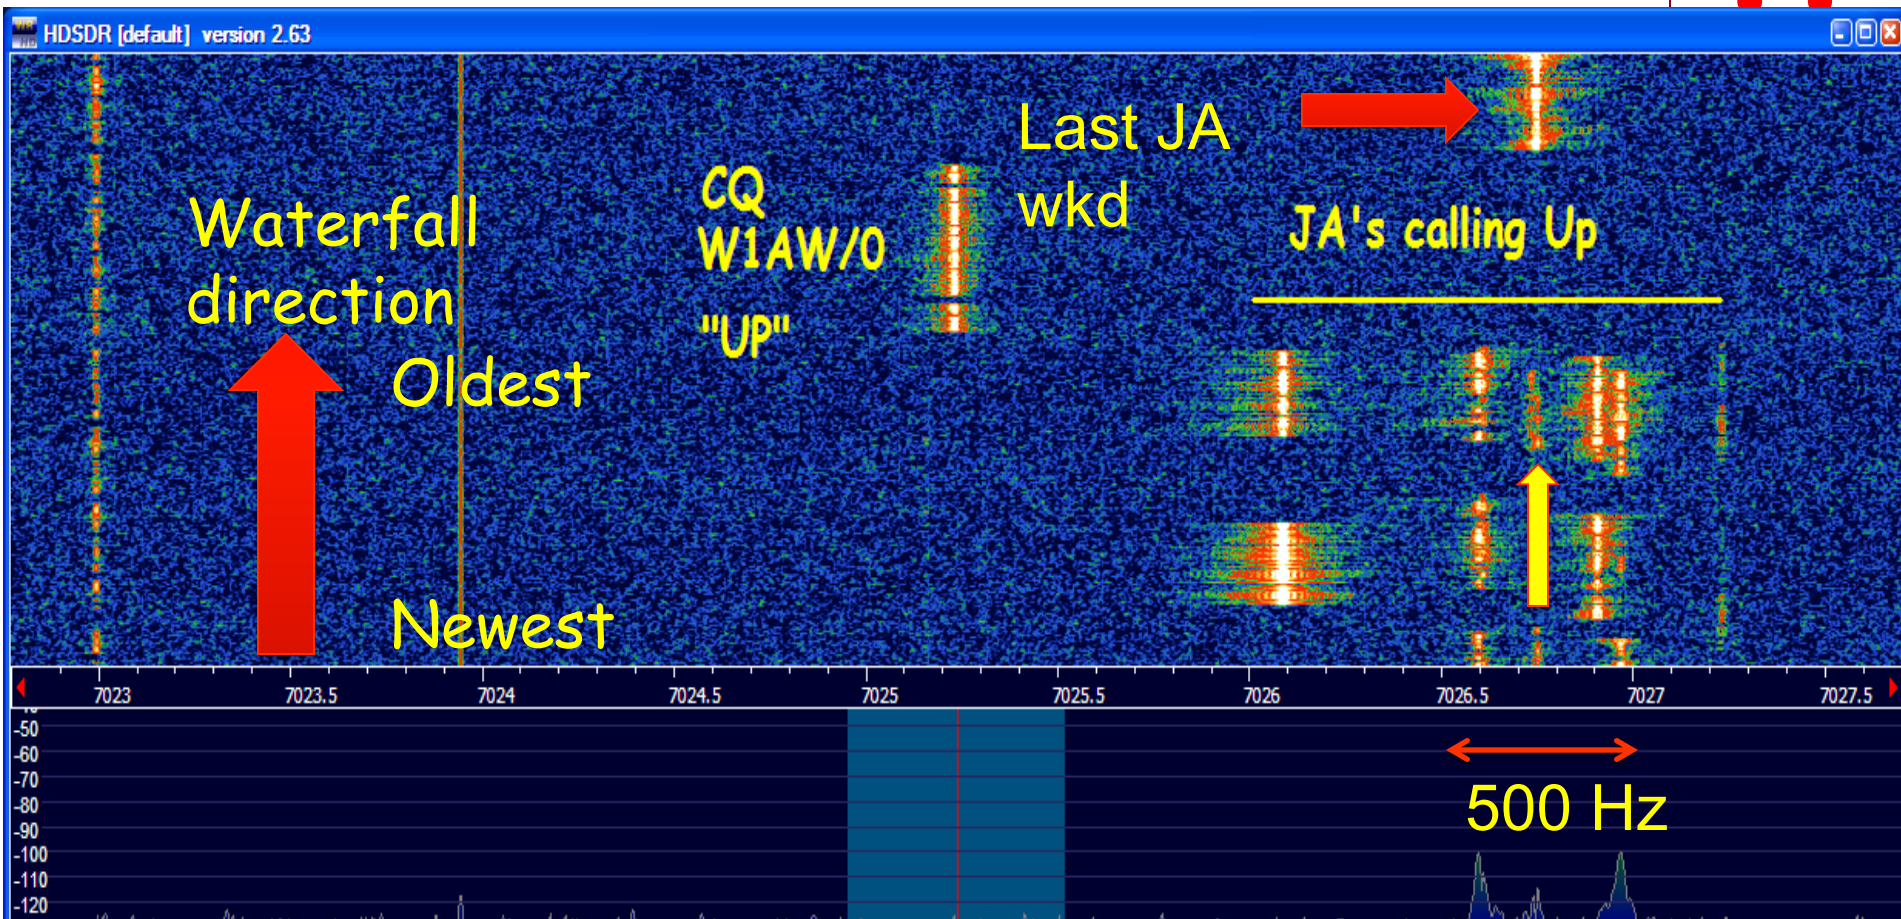 HDSDR [default] version 2.63
Last JA
wkd
CQ
W1AW/0
"UP"
Waterfall
direction
JA's calling Up
Oldest
Newest
7023 7023.5 7024 7024.5 7025 7025.5 7026 7026.5 7027 7027.5
-50
-60
-70
-80
-90
-100
-110
-120
500 Hz